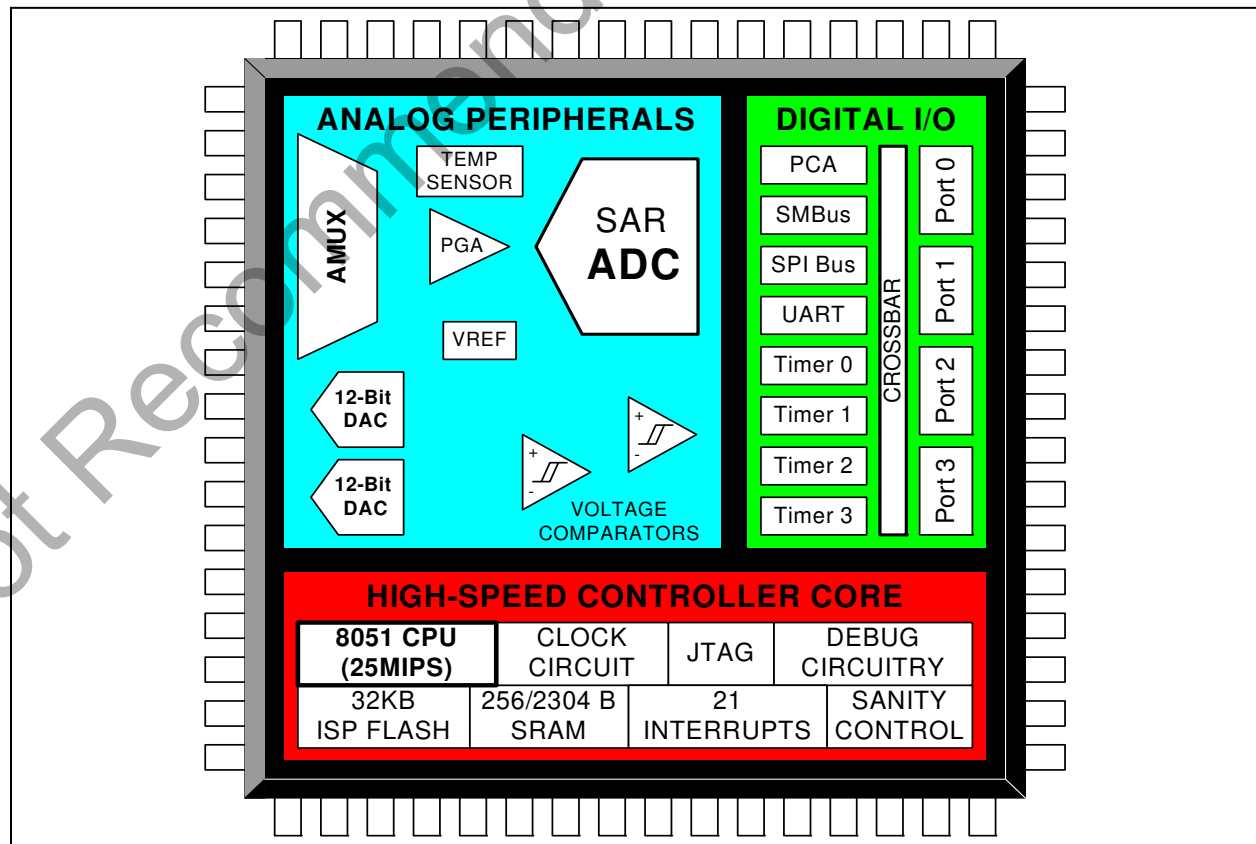 ANALOG PERIPHERALS
TEMP
SENSOR
AMUX
PGA
SAR
ADC
VREF
12-Bit
DAC
12-Bit
DAC
+
-
+
-
VOLTAGE
COMPARATORS
DIGITAL I/O
PCA
SMBus
SPI Bus
UART
Timer 0
Timer 1
Timer 2
Timer 3
CROSSBAR
Port 0
Port 1
Port 2
Port 3
HIGH-SPEED CONTROLLER CORE
8051 CPU
(25MIPS)
CLOCK
CIRCUIT
JTAG
DEBUG
CIRCUITRY
32KB
ISP FLASH
256/2304 B
SRAM
21
INTERRUPTS
SANITY
CONTROL
Recommend